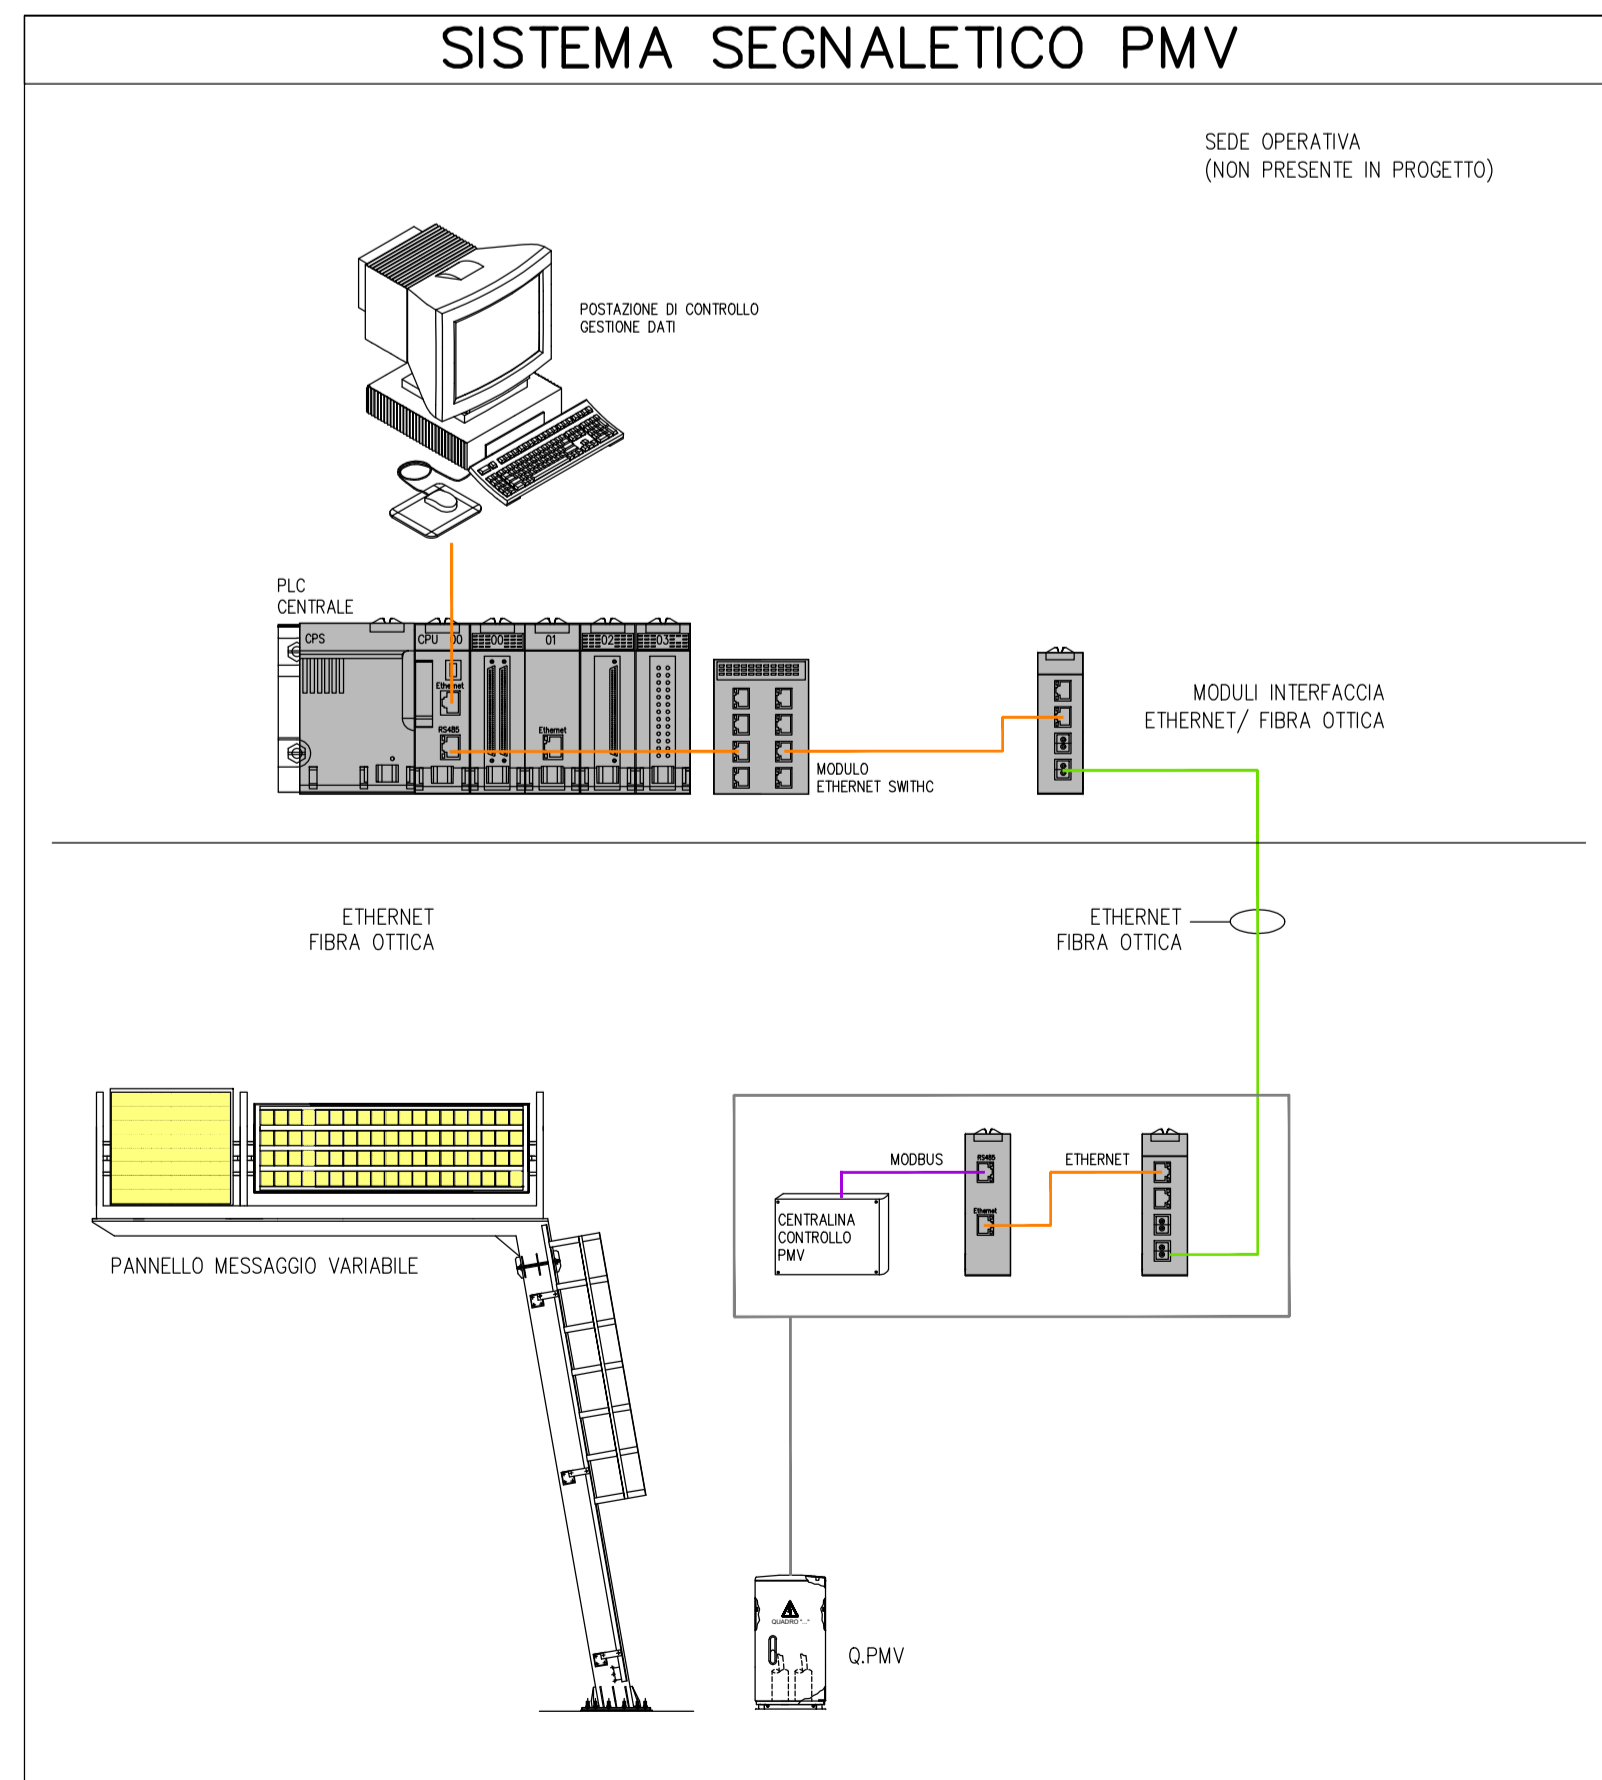 SISTEMA SEGNALETICO PMV
SEDE OPERATIVA
(NON PRESENTE IN PROGETTO)
POSTAZIONE DI CONTROLLO
GESTIONE DATI
PLC
CENTRALE
CPS
CPU 00
00
01
02
03
Ethernet
RS485
Ethernet
MODULO
ETHERNET SWITHC
MODULI INTERFACCIA
ETHERNET/ FIBRA OTTICA
ETHERNET
FIBRA OTTICA
ETHERNET
FIBRA OTTICA
PANNELLO MESSAGGIO VARIABILE
MODBUS
RS485
ETHERNET
Ethernet
CENTRALINA
CONTROLLO
PMV
QUADRO "..."
Q.PMV